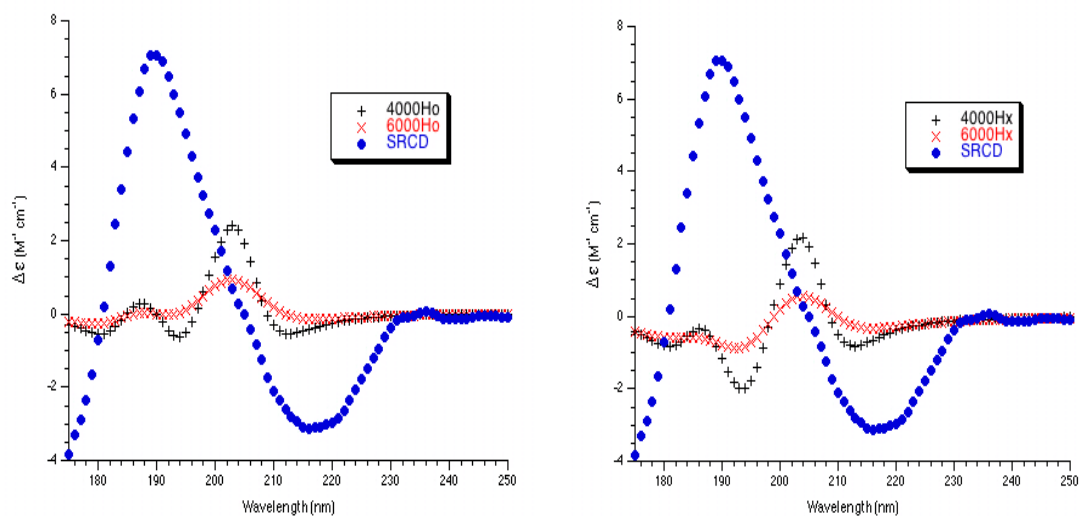 8
6
4
2
0
-2
-4
Δε (M⁻¹ cm⁻¹)
4000Ho
6000Ho
SRCD
180 190 200 210 220 230 240 250
Wavelength (nm)
8
6
4
2
0
-2
-4
Δε (M⁻¹ cm⁻¹)
4000Hx
6000Hx
SRCD
180 190 200 210 220 230 240 250
Wavelength (nm)